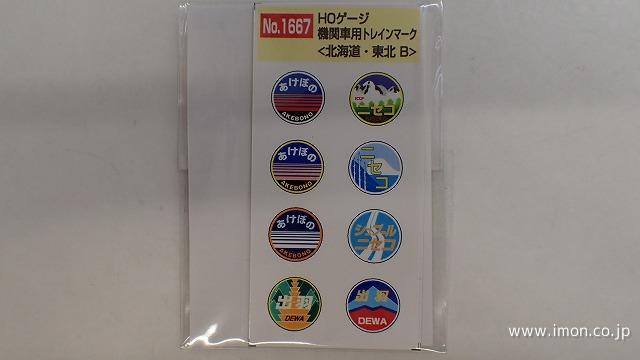 No.1667
HOゲージ
機関車用トレインマーク
<北海道・東北 B>
あけぼの
AKEBONO
ニセコ
あけぼの
AKEBONO
ニセコ
あけぼの
AKEBONO
シュプール
ニセコ
出羽
DEWA
出羽
DEWA
www.imon.co.jp